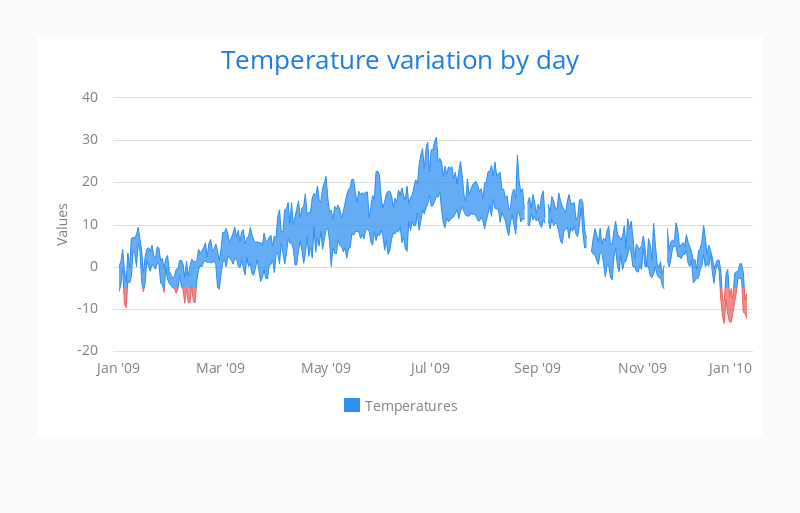 Temperature variation by day
Values
40
30
20
10
0
-10
-20
Jan '09 Mar '09 May '09 Jul '09 Sep '09 Nov '09 Jan '10
Temperatures